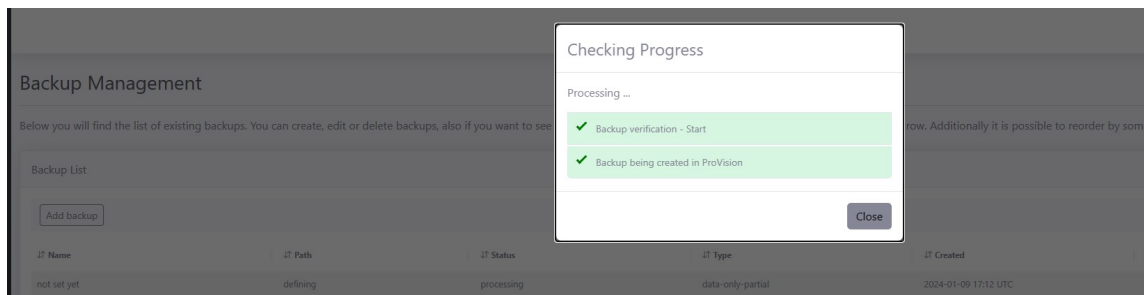 Checking Progress
Processing ...
Backup verification - Start
Backup being created in ProVision
Close
Backup Management
Below you will find the list of existing backups. You can create, edit or delete backups, also if you want to see
row. Additionally it is possible to reorder by som
Backup List
Add backup
Name Path Status Type Created
not set yet defining processing data-only-partial 2024-01-09 17:12 UTC